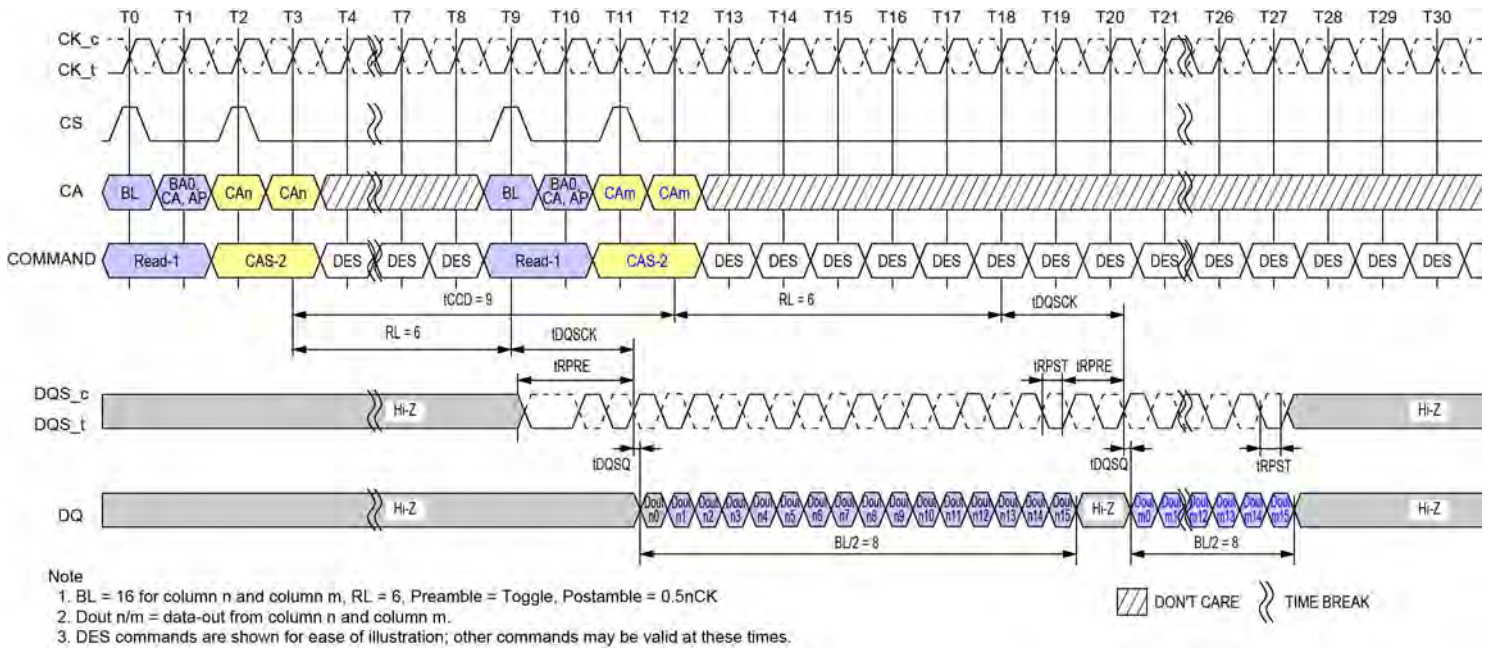 T0 T1 T2 T3 T4 T7 T8 T9 T10 T11 T12 T13 T14 T15 T16 T17 T18 T19 T20 T21 T26 T27 T28 T29 T30
CK_c
CK_t
CS
CA BL BA0, CA, AP CAn CAn BL BA0, CA, AP CAm CAm
COMMAND Read-1 CAS-2 DES DES DES Read-1 CAS-2 DES DES DES DES DES DES DES DES DES DES DES DES DES DES
tCCD = 9 RL = 6 tDQSCK
RL = 6 tDQSCK
tRPRE tRPST tRPRE
DQS_c
DQS_t
Hi-Z Hi-Z
tDQSQ tDQSQ tRPST
DQ Hi-Z Dout n0 Dout n1 Dout n2 Dout n3 Dout n4 Dout n5 Dout n6 Dout n7 Dout n8 Dout n9 Dout n10 Dout n11 Dout n12 Dout n13 Dout n14 Dout n15 Hi-Z Dout m0 Dout m1 Dout m12 Dout m13 Dout m14 Dout m15 Hi-Z
BL/2 = 8 BL/2 = 8
Note
1. BL = 16 for column n and column m, RL = 6, Preamble = Toggle, Postamble = 0.5nCK
2. Dout n/m = data-out from column n and column m.
3. DES commands are shown for ease of illustration; other commands may be valid at these times.
DON'T CARE TIME BREAK